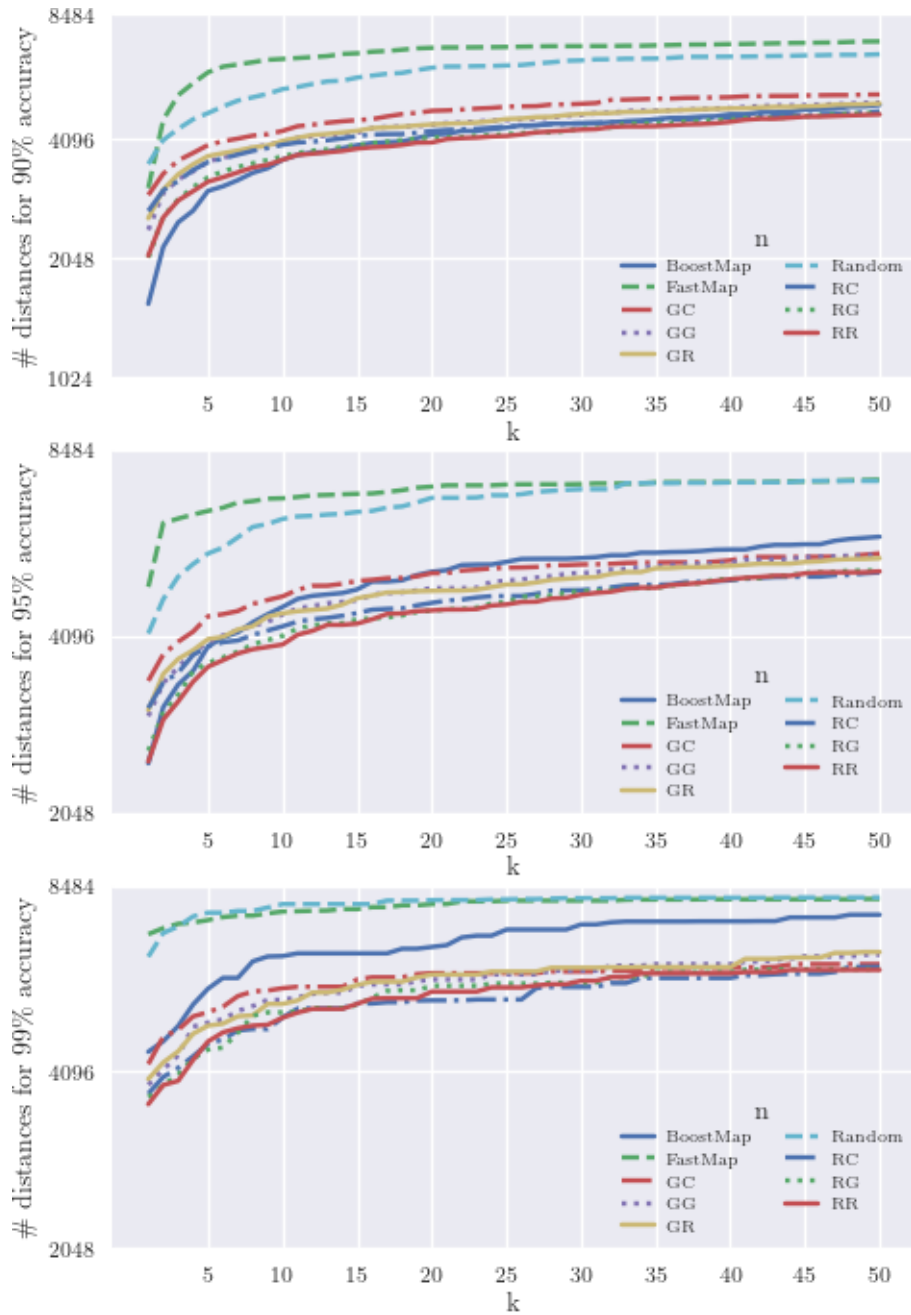 8484
4096
2048
1024
# distances for 90% accuracy
n
BoostMap Random
FastMap RC
GC RG
GG RR
GR
5 10 15 20 25 30 35 40 45 50
k
8484
4096
2048
# distances for 95% accuracy
n
BoostMap Random
FastMap RC
GC RG
GG RR
GR
5 10 15 20 25 30 35 40 45 50
k
8484
4096
2048
# distances for 99% accuracy
n
BoostMap Random
FastMap RC
GC RG
GG RR
GR
5 10 15 20 25 30 35 40 45 50
k